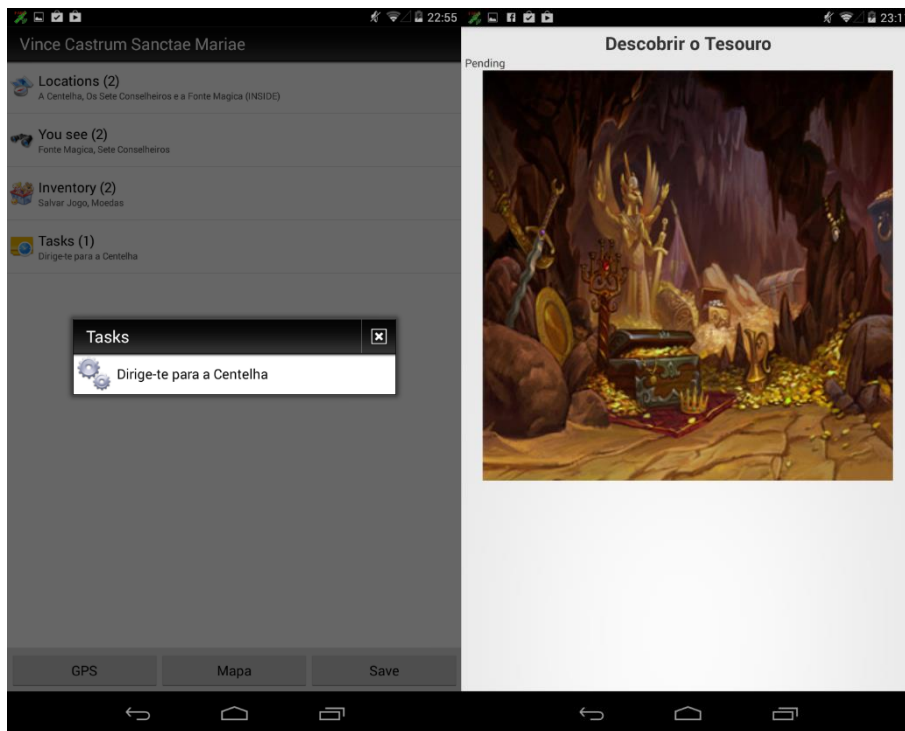 22:55
Vince Castrum Sanctae Mariae
Locations (2)
A Centelha, Os Sete Conselheiros e a Fonte Magica (INSIDE)
You see (2)
Fonte Magica, Sete Conselheiros
Inventory (2)
Salvar Jogo, Moedas
Tasks (1)
Dirige-te para a Centelha
Tasks
Dirige-te para a Centelha
GPS Mapa Save
23:1
Descobrir o Tesouro
Pending